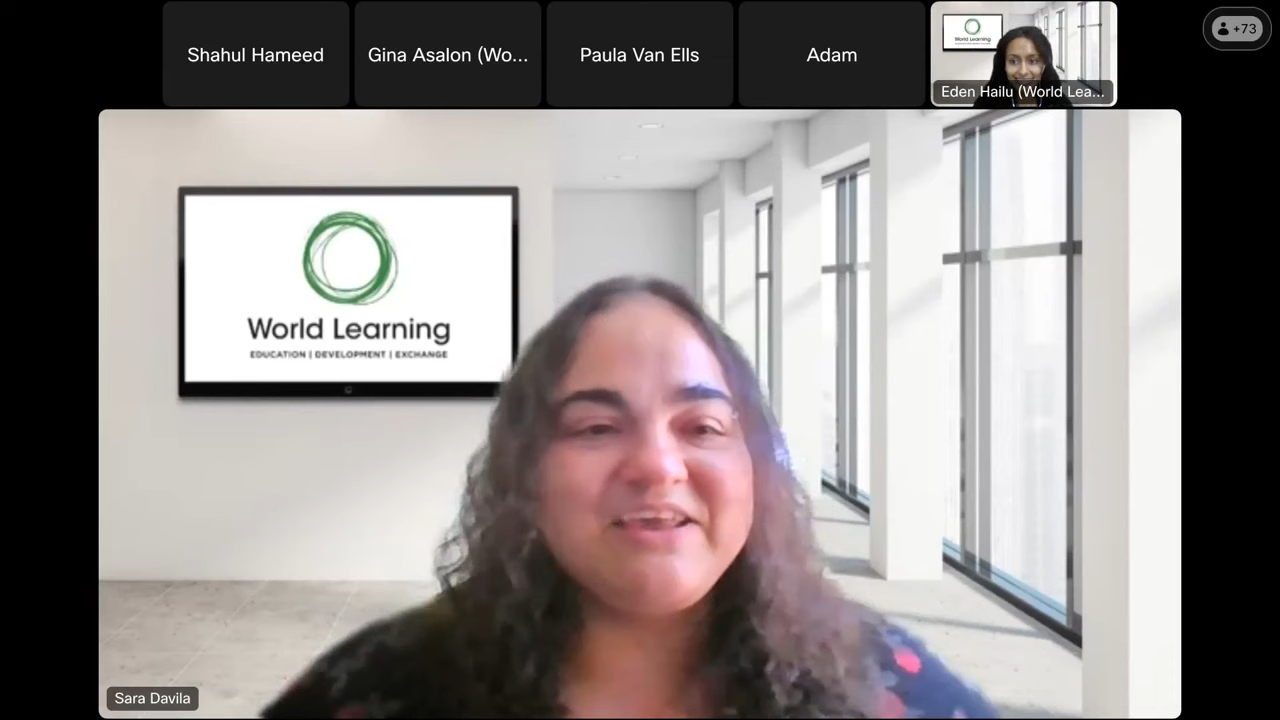 Shahul Hameed
Gina Asalon (Wo...
Paula Van Ells
Adam
World Learning
Eden Hailu (World Lea...
+73
World Learning
EDUCATION | DEVELOPMENT | EXCHANGE
Sara Davila